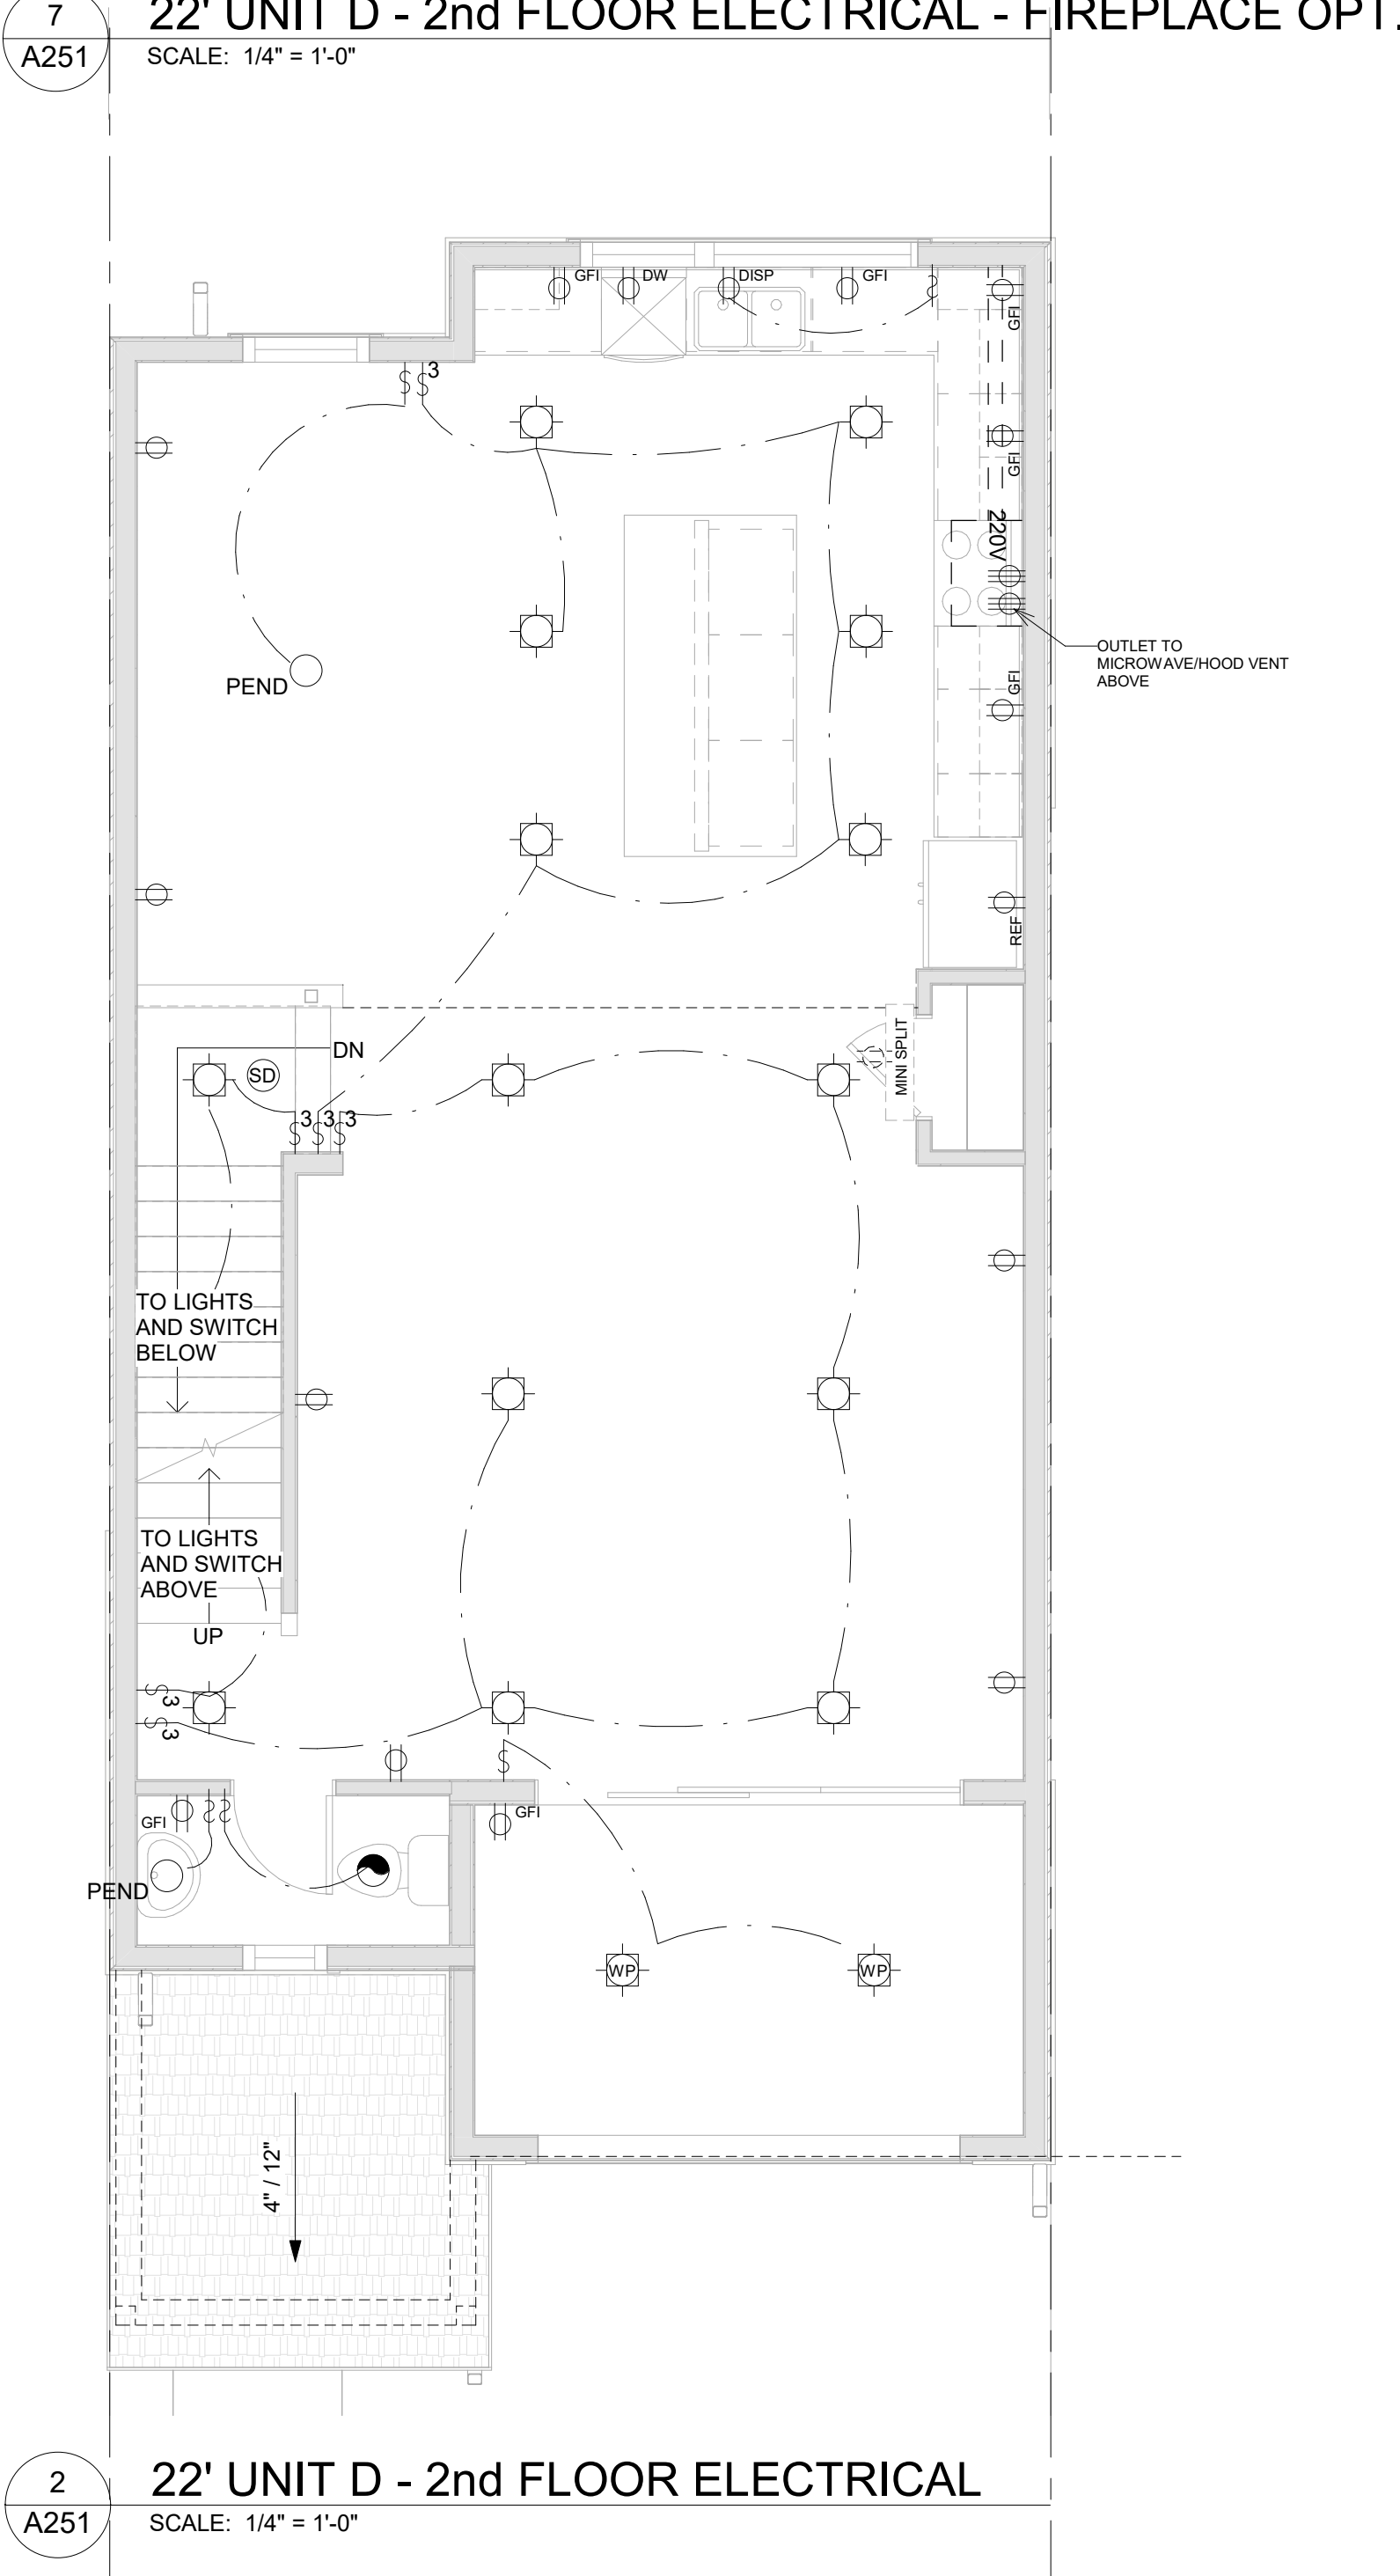 7
A251
22' UNIT D - 2nd FLOOR ELECTRICAL - FIREPLACE OPT.
SCALE: 1/4" = 1'-0"
GFI
DW
DISP
GFI
GFI
3
GFI
220V
OUTLET TO
MICROWAVE/HOOD VENT
ABOVE
GFI
PEND
REF
MINI SPLIT
DN
SD
3
3
3
TO LIGHTS
AND SWITCH
BELOW
TO LIGHTS
AND SWITCH
ABOVE
UP
3
3
GFI
GFI
PEND
WP
WP
4" / 12"
2
A251
22' UNIT D - 2nd FLOOR ELECTRICAL
SCALE: 1/4" = 1'-0"